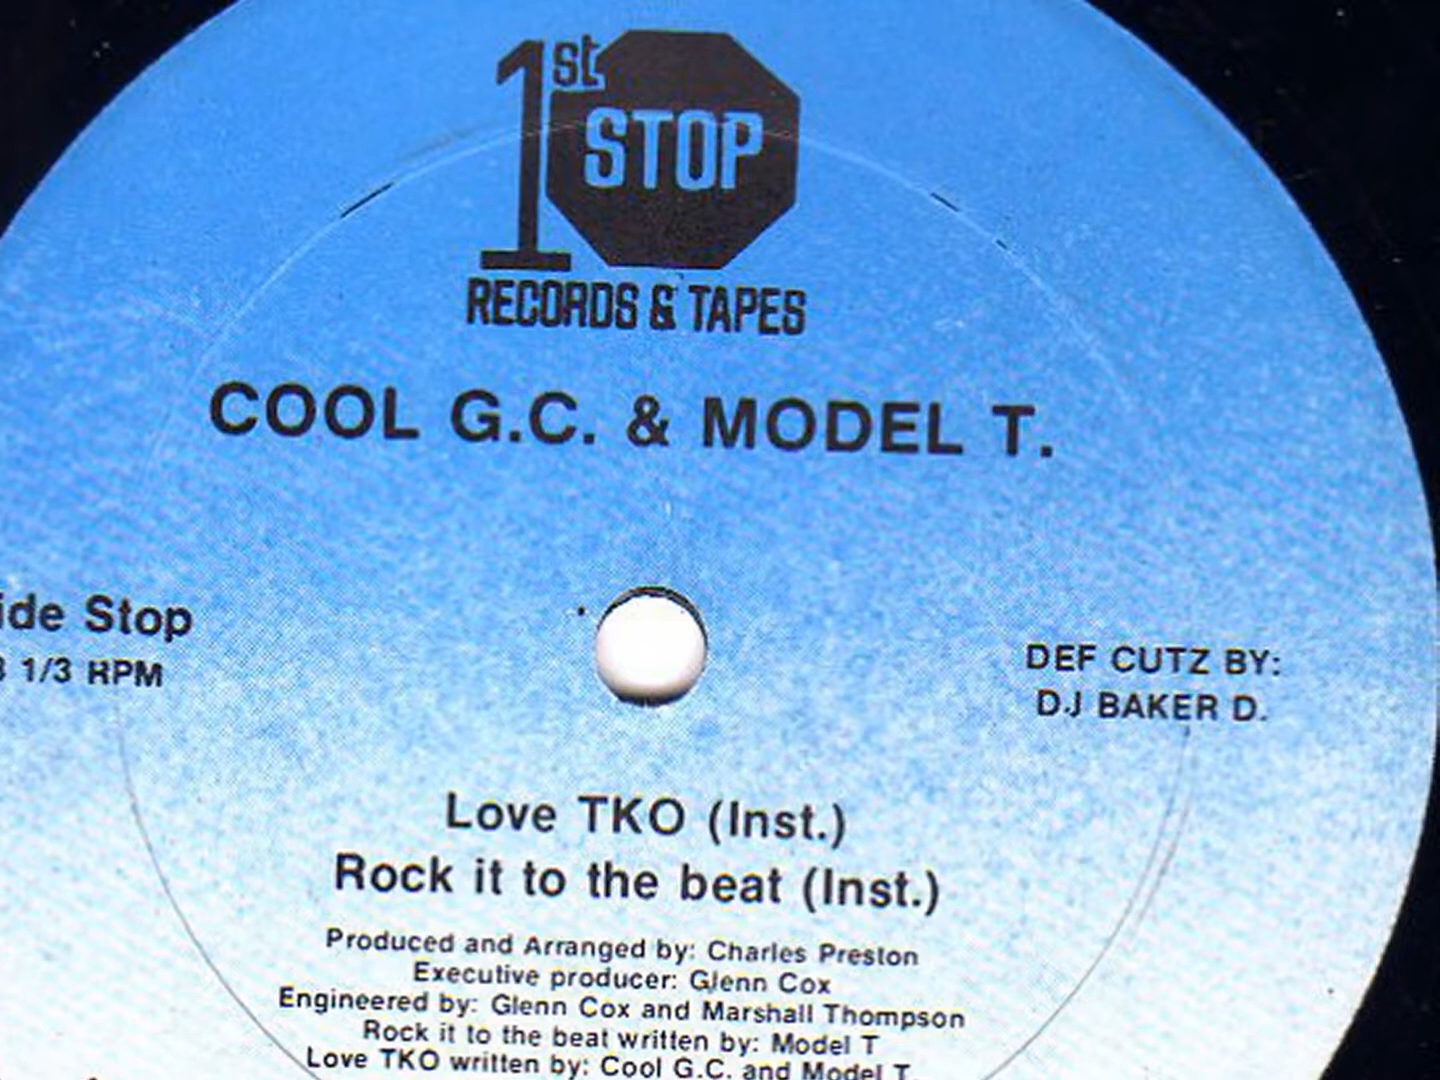 1st
STOP
RECORDS & TAPES
COOL G.C. & MODEL T.
ide Stop
1/3 RPM
DEF CUTZ BY:
DJ BAKER D.
Love TKO (Inst.)
Rock it to the beat (Inst.)
Produced and Arranged by: Charles Preston
Executive producer: Glenn Cox
Engineered by: Glenn Cox and Marshall Thompson
Rock it to the beat written by: Model T
Love TKO written by: Cool G.C. and Model T.